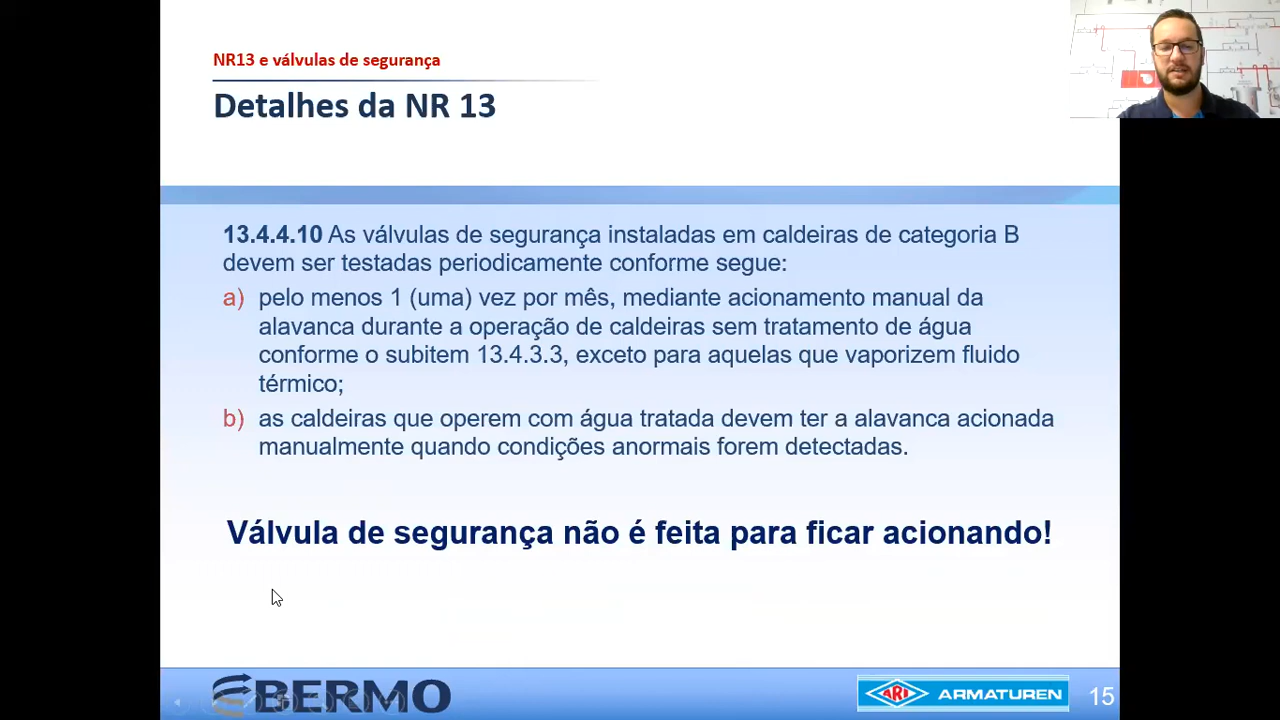 NR13 e válvulas de segurança
Detalhes da NR 13
13.4.4.10 As válvulas de segurança instaladas em caldeiras de categoria B
devem ser testadas periodicamente conforme segue:
a) pelo menos 1 (uma) vez por mês, mediante acionamento manual da
alavanca durante a operação de caldeiras sem tratamento de água
conforme o subitem 13.4.3.3, exceto para aquelas que vaporizem fluido
térmico;
b) as caldeiras que operem com água tratada devem ter a alavanca acionada
manualmente quando condições anormais forem detectadas.
Válvula de segurança não é feita para ficar acionando!
BERMO
ARI ARMATUREN
15